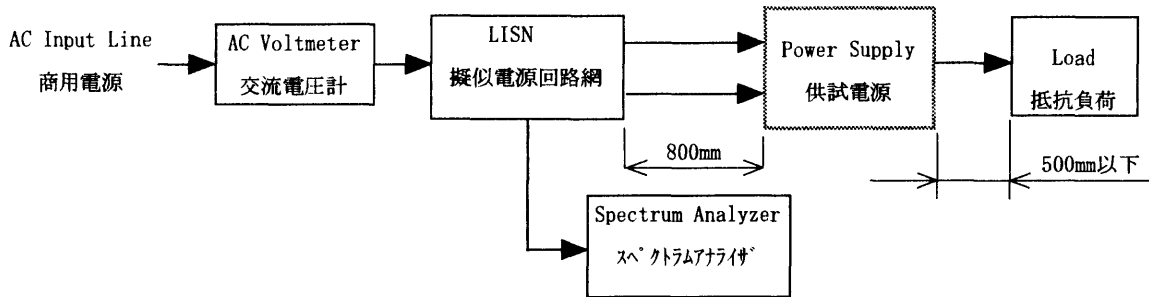 AC Input Line
商用電源
AC Voltmeter
交流電圧計
LISN
擬似電源回路網
Power Supply
供試電源
Load
抵抗負荷
800mm
500mm以下
Spectrum Analyzer
ｽﾍﾟｸﾄﾗﾑｱﾅﾗｲｻﾞ